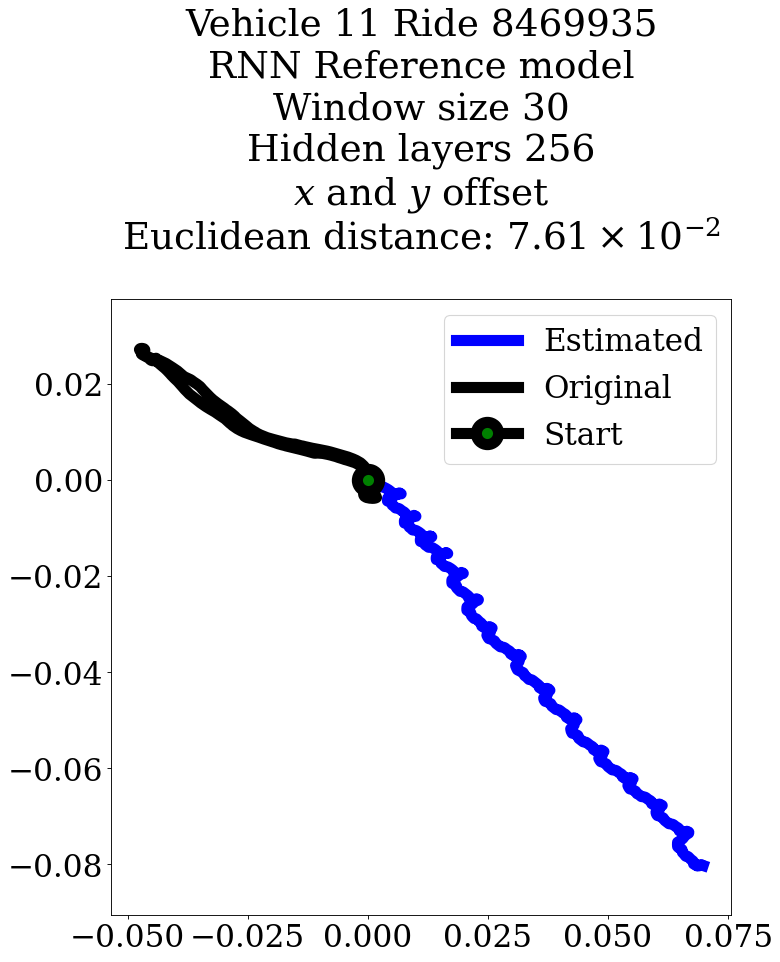 Vehicle 11 Ride 8469935
RNN Reference model
Window size 30
Hidden layers 256
x and y offset
Euclidean distance: 7.61 × 10⁻²
Estimated
Original
Start
0.02
0.00
−0.02
−0.04
−0.06
−0.08
−0.050 −0.025 0.000 0.025 0.050 0.075